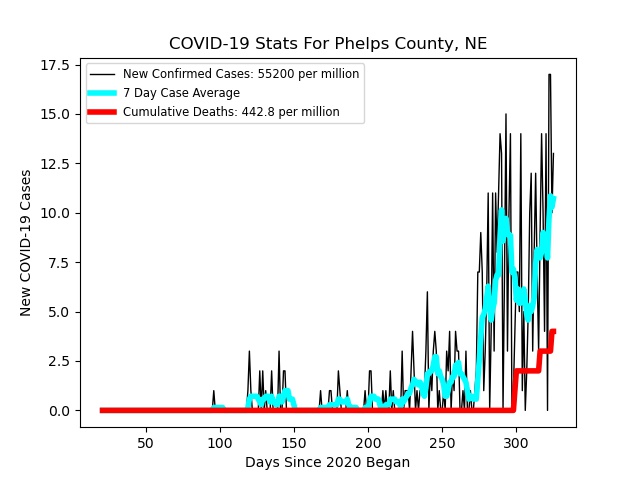 COVID-19 Stats For Phelps County, NE
New Confirmed Cases: 55200 per million
7 Day Case Average
Cumulative Deaths: 442.8 per million
17.5
15.0
12.5
10.0
7.5
5.0
2.5
0.0
New COVID-19 Cases
50 100 150 200 250 300
Days Since 2020 Began